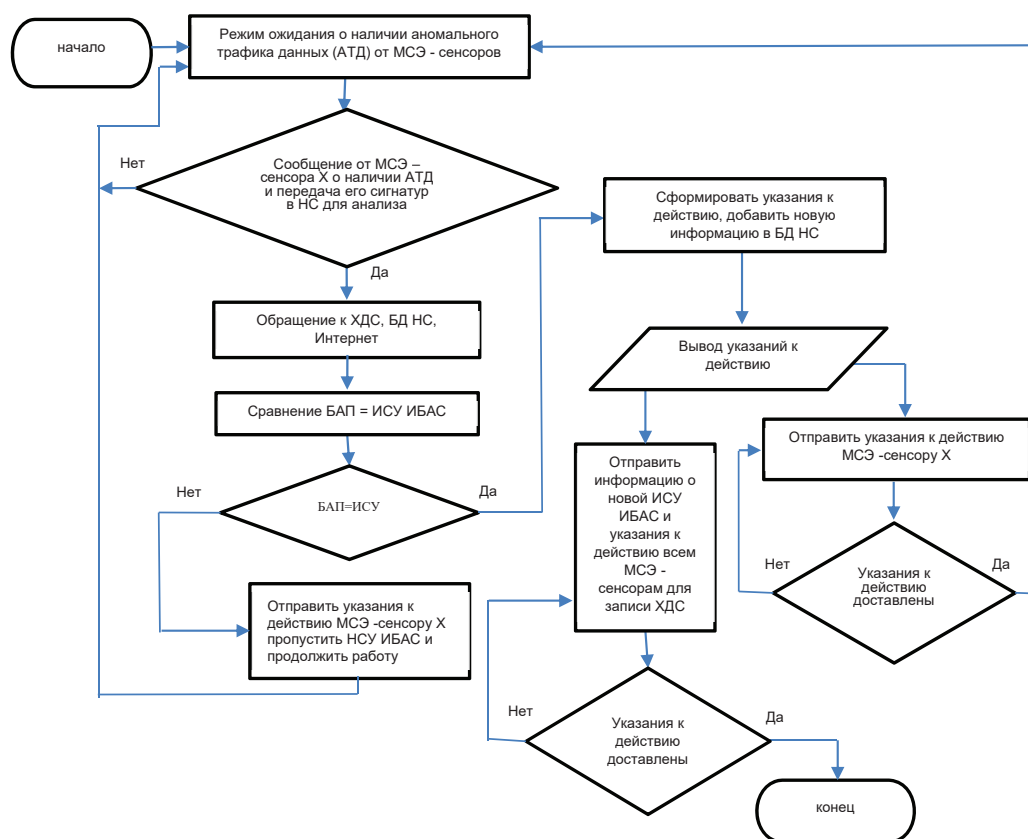 начало
Режим ожидания о наличии аномального
трафика данных (АТД) от МСЭ - сенсоров
Нет
Сообщение от МСЭ –
сенсора X о наличии АТД
и передача его сигнатур
в НС для анализа
Да
Обращение к ХДС, БД НС,
Интернет
Сравнение БАП = ИСУ ИБАС
Нет
БАП=ИСУ
Да
Отправить указания к
действию МСЭ -сенсору X
пропустить НСУ ИБАС и
продолжить работу
Сформировать указания к
действию, добавить новую
информацию в БД НС
Вывод указаний к
действию
Отправить
информацию о
новой ИСУ
ИБАС и
указания к
действию всем
МСЭ -
сенсорам для
записи ХДС
Нет
Указания к
действию
доставлены
Да
конец
Отправить указания к действию
МСЭ -сенсору X
Нет
Указания к
действию
доставлены
Да